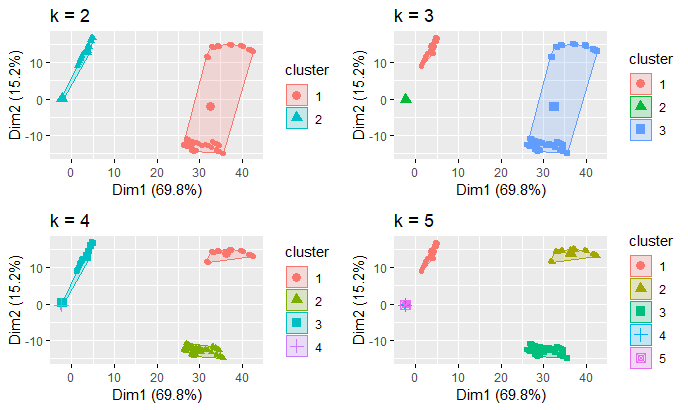 k = 2
10
0
-10
Dim2 (15.2%)
0 10 20 30 40
Dim1 (69.8%)
cluster
1
2
k = 3
10
0
-10
Dim2 (15.2%)
0 10 20 30 40
Dim1 (69.8%)
cluster
1
2
3
k = 4
10
0
-10
Dim2 (15.2%)
0 10 20 30 40
Dim1 (69.8%)
cluster
1
2
3
4
k = 5
10
0
-10
Dim2 (15.2%)
0 10 20 30 40
Dim1 (69.8%)
cluster
1
2
3
4
5